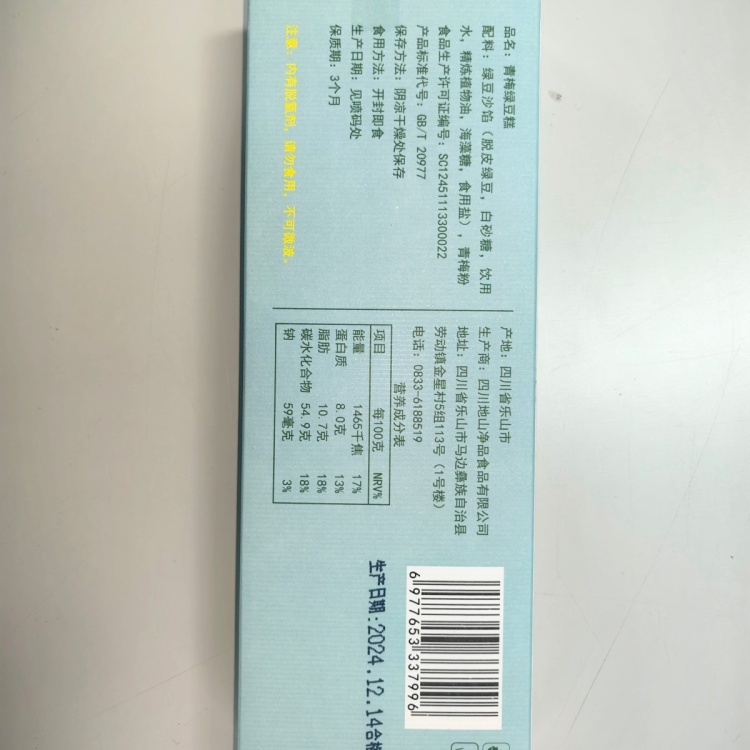 品名：青梅绿豆糕
配料：绿豆沙馅（脱皮绿豆，白砂糖，饮用
水，精炼植物油，海藻糖，食用盐），青梅粉
食品生产许可证编号：SC12451113300022
产品标准代号：GB/T 20977
保存方法：阴凉干燥处保存
食用方法：开封即食
生产日期：见喷码处
保质期：3个月
注意：内有脱氧剂，请勿食用，不可微波。
产地：四川省乐山市
生产商：四川地山净品食品有限公司
地址：四川省乐山市马边彝族自治县
劳动镇金星村5组113号（1号楼）
电话：0833-6188519
营养成分表
项目 每100克 NRV%
能量 1465千焦 17%
蛋白质 8.0克 13%
脂肪 10.7克 18%
碳水化合物 54.9克 18%
钠 59毫克 3%
6 977653 337996
生产日期：2024.12.14合格